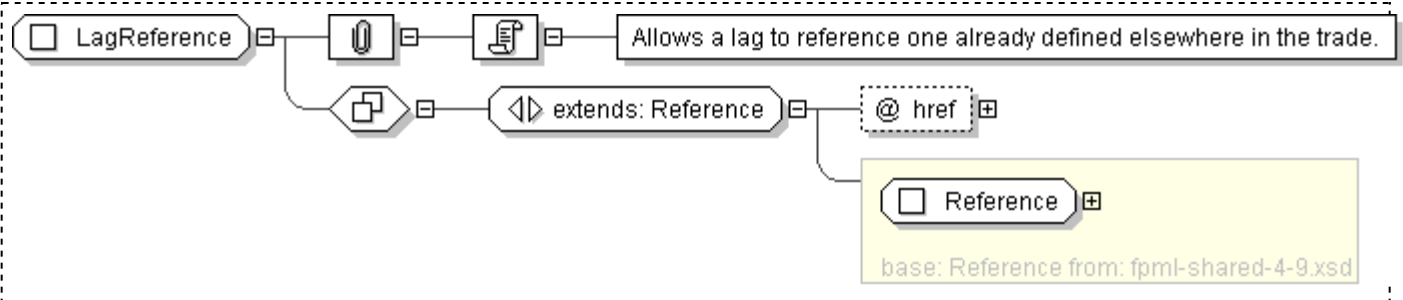 LagReference
Allows a lag to reference one already defined elsewhere in the trade.
extends: Reference
@ href
Reference
base: Reference from: fpml-shared-4-9.xsd